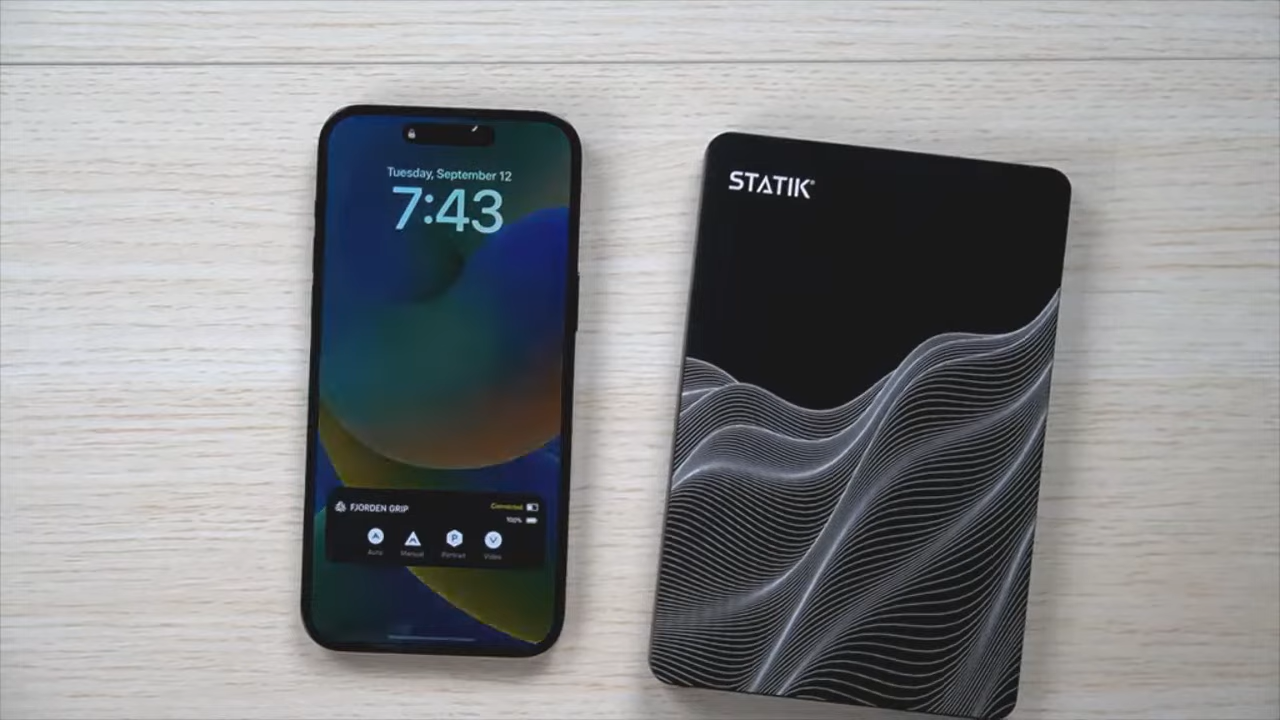 Tuesday, September 12
7:43
FJORDEN GRIP
Connected
100%
Auto
Manual
Portrait
Video
STATIK®